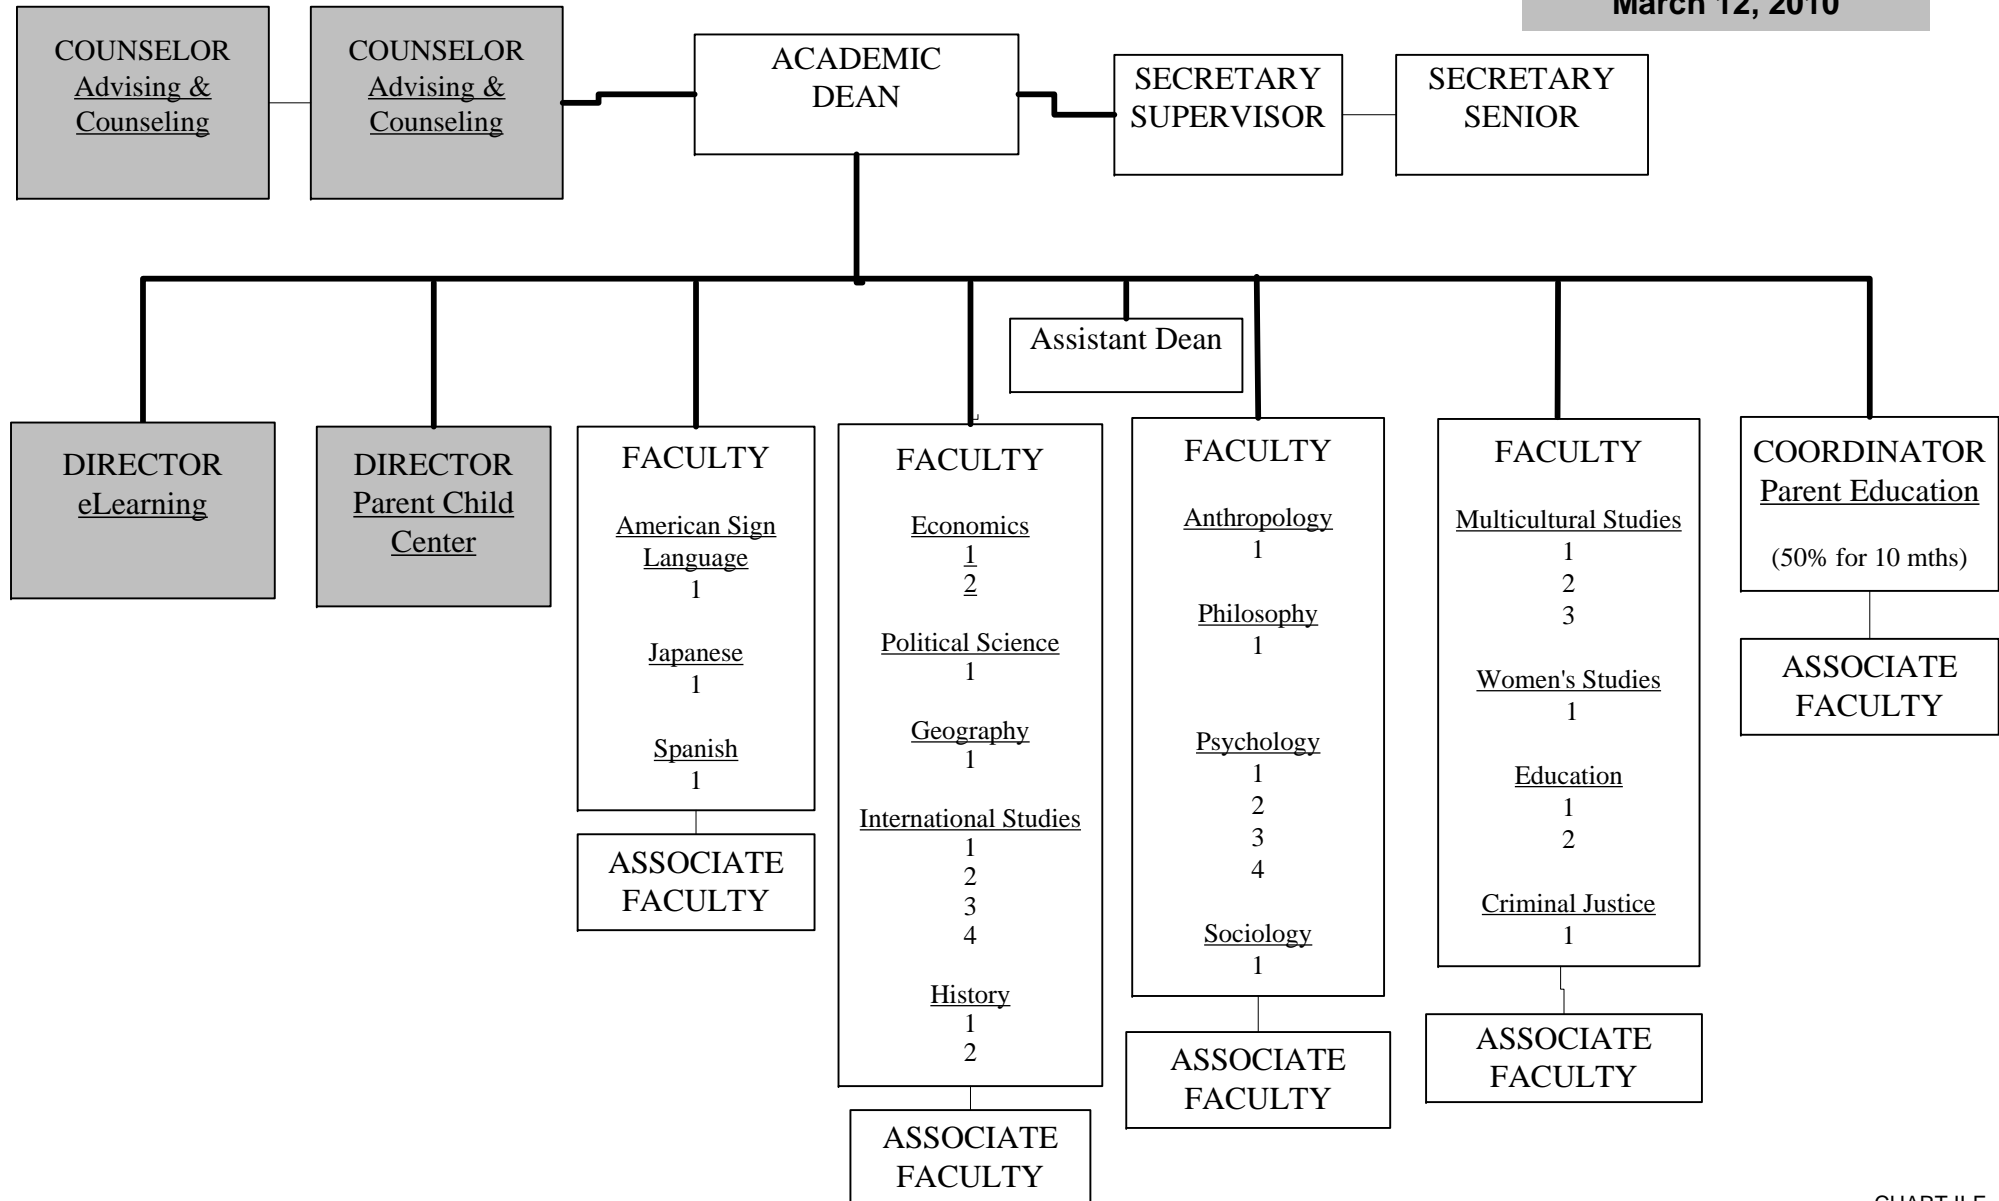 March 12, 2010
COUNSELOR
Advising &
Counseling
COUNSELOR
Advising &
Counseling
ACADEMIC
DEAN
SECRETARY
SUPERVISOR
SECRETARY
SENIOR
Assistant Dean
DIRECTOR
eLearning
DIRECTOR
Parent Child
Center
FACULTY
American Sign
Language
1
Japanese
1
Spanish
1
ASSOCIATE
FACULTY
FACULTY
Economics
1
2
Political Science
1
Geography
1
International Studies
1
2
3
4
History
1
2
ASSOCIATE
FACULTY
FACULTY
Anthropology
1
Philosophy
1
Psychology
1
2
3
4
Sociology
1
ASSOCIATE
FACULTY
FACULTY
Multicultural Studies
1
2
3
Women's Studies
1
Education
1
2
Criminal Justice
1
ASSOCIATE
FACULTY
COORDINATOR
Parent Education
(50% for 10 mths)
ASSOCIATE
FACULTY